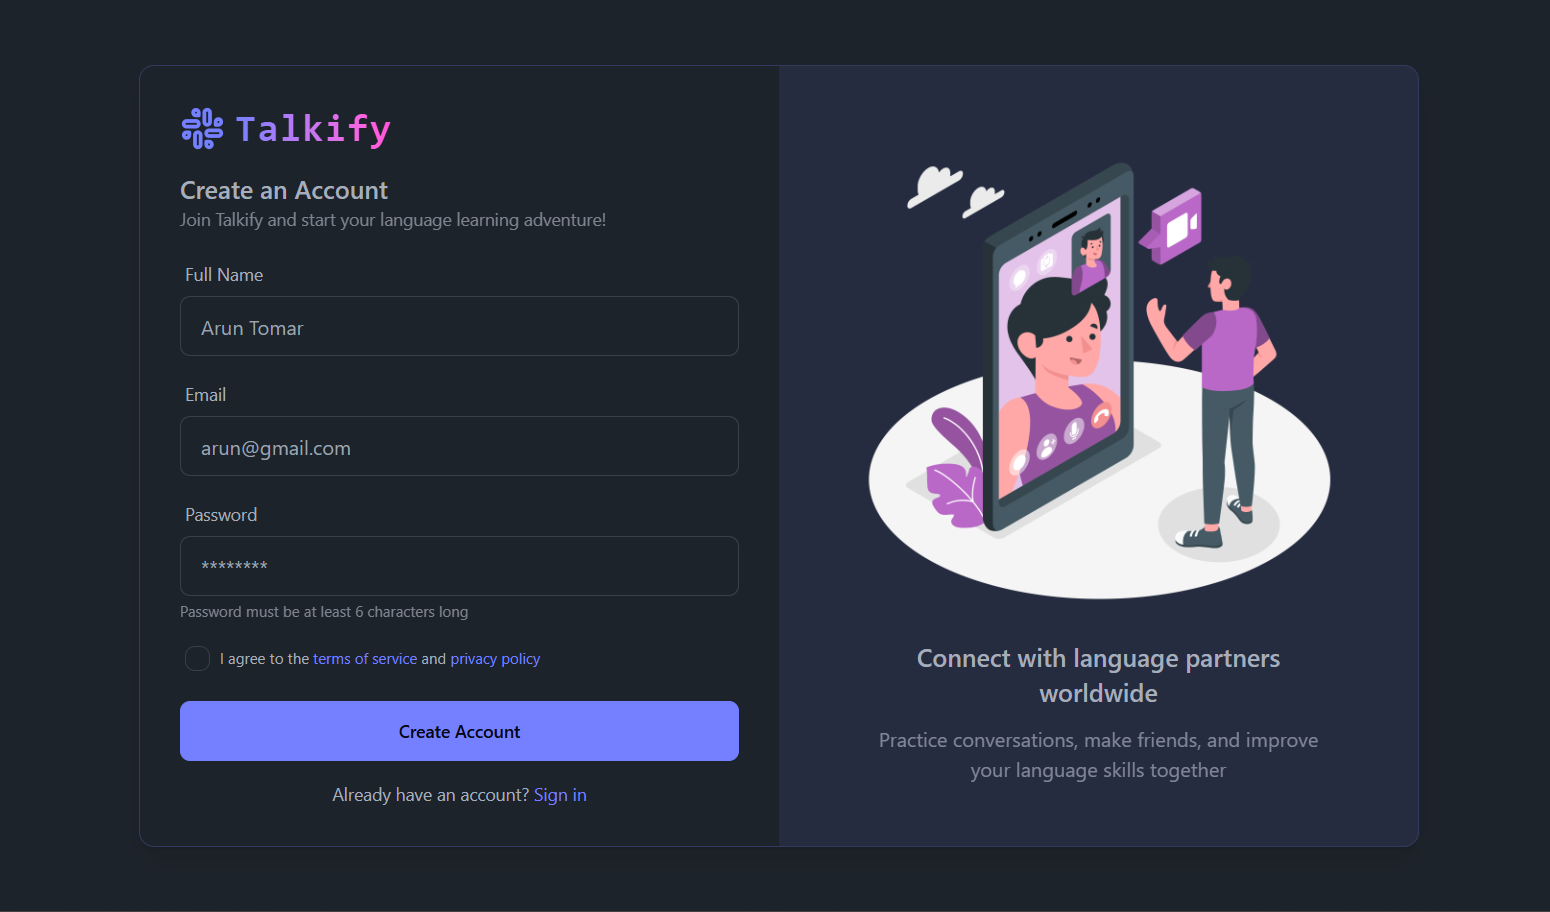 Talkify
Create an Account
Join Talkify and start your language learning adventure!
Full Name
Arun Tomar
Email
arun@gmail.com
Password
********
Password must be at least 6 characters long
I agree to the terms of service and privacy policy
Create Account
Already have an account? Sign in
Connect with language partners
worldwide
Practice conversations, make friends, and improve
your language skills together